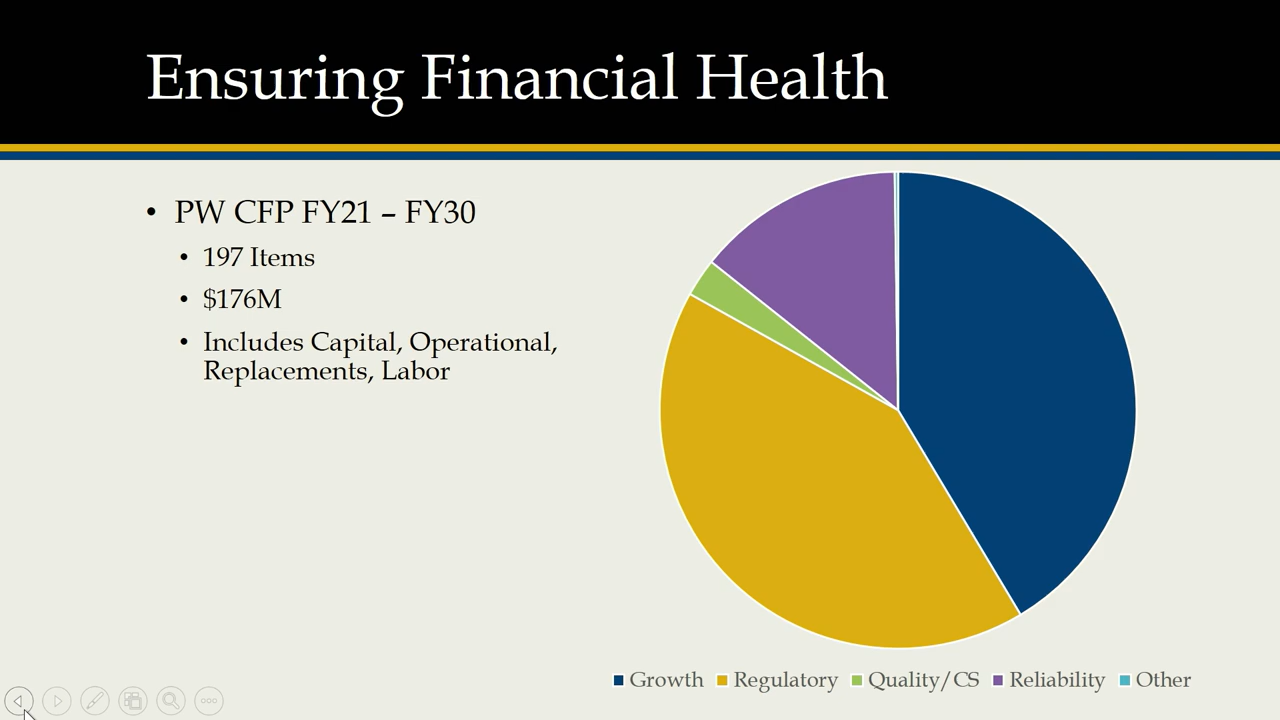 Ensuring Financial Health
• PW CFP FY21 – FY30
• 197 Items
• $176M
• Includes Capital, Operational,
Replacements, Labor
Growth Regulatory Quality/CS Reliability Other